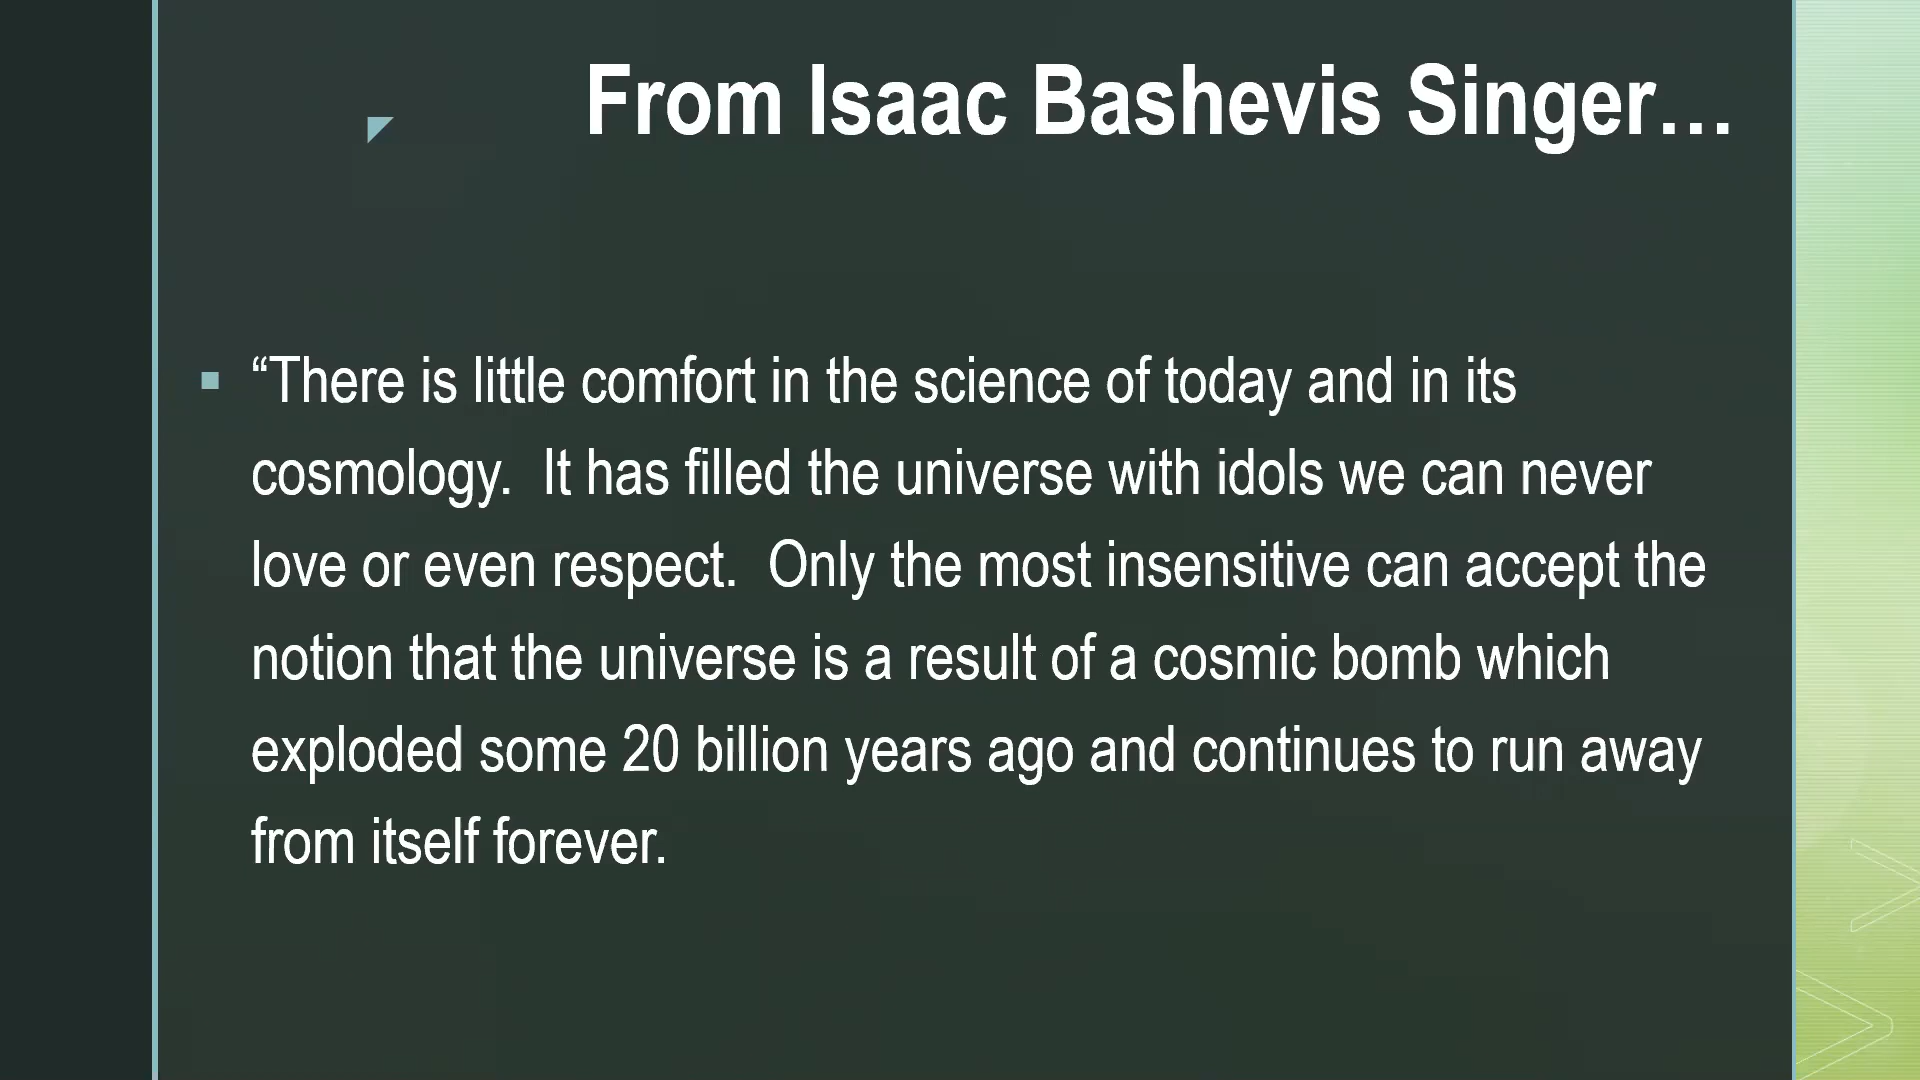 From Isaac Bashevis Singer…
“There is little comfort in the science of today and in its
cosmology.  It has filled the universe with idols we can never
love or even respect.  Only the most insensitive can accept the
notion that the universe is a result of a cosmic bomb which
exploded some 20 billion years ago and continues to run away
from itself forever.